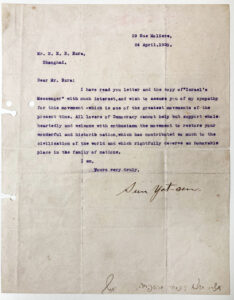 29 Rue Moliere,
24 April, 1920.
Mr. N. E. B. Ezra,
Shanghai.
Dear Mr. Ezra:
I have read you letter and the copy of "Israel's
Messenger" with much interest, and wish to assure you of my sympathy
for this movement - which is one of the greatest movements of the
present time. All lovers of Democracy cannot help but support whole
heartedly and welcome with enthusiasm the movement to restore your
wonderful and historic nation, which has contributed so much to the
civilization of the world and which rightfully deserve an honorable
place in the family of nations.
I am,
Yours very truly,
Sun Yat-sen